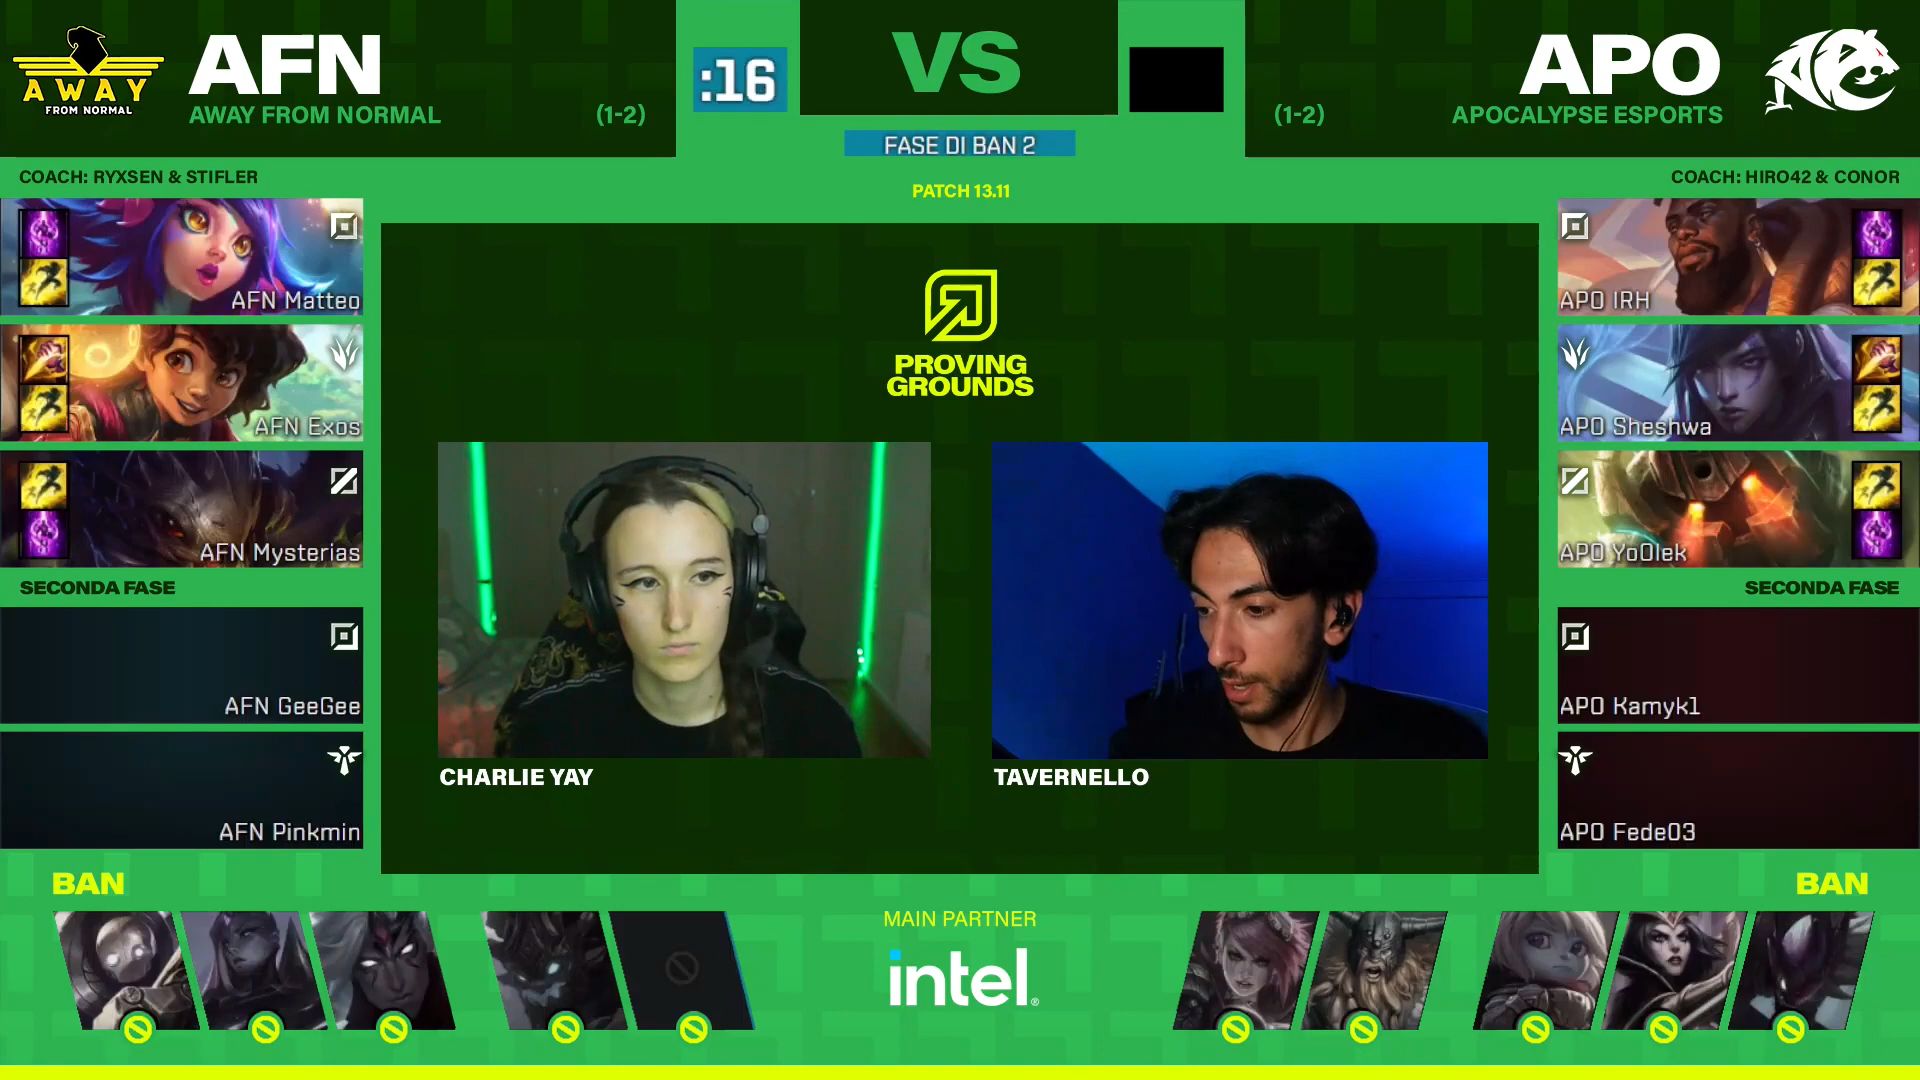 AWAY
FROM NORMAL
AFN
AWAY FROM NORMAL
(1-2)
:16
VS
FASE DI BAN 2
PATCH 13.11
(1-2)
APO
APOCALYPSE ESPORTS
COACH: RYXSEN & STIFLER
COACH: HIRO42 & CONOR
AFN Matteo
AFN Exos
AFN Mysterias
SECONDA FASE
AFN GeeGee
AFN Pinkmin
PROVING
GROUNDS
CHARLIE YAY
TAVERNELLO
APO IRH
APO Sheshwa
APO YoOlek
SECONDA FASE
APO Kamyk1
APO Fede03
BAN
BAN
MAIN PARTNER
intel